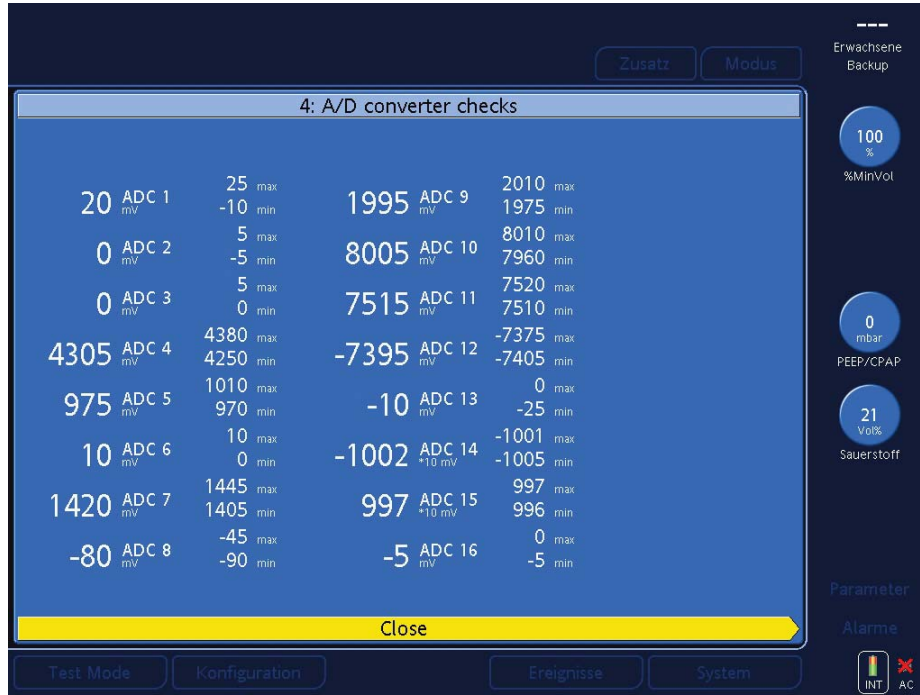 ---
Erwachsene
Backup
Zusatz
Modus
4: A/D converter checks
20 ADC 1 mV 25 max -10 min
0 ADC 2 mV 5 max -5 min
0 ADC 3 mV 5 max 0 min
4305 ADC 4 mV 4380 max 4250 min
975 ADC 5 mV 1010 max 970 min
10 ADC 6 mV 10 max 0 min
1420 ADC 7 mV 1445 max 1405 min
-80 ADC 8 mV -45 max -90 min
1995 ADC 9 mV 2010 max 1975 min
8005 ADC 10 mV 8010 max 7960 min
7515 ADC 11 mV 7520 max 7510 min
-7395 ADC 12 mV -7375 max -7405 min
-10 ADC 13 mV 0 max -25 min
-1002 ADC 14 *10 mV -1001 max -1005 min
997 ADC 15 *10 mV 997 max 996 min
-5 ADC 16 mV 0 max -5 min
Close
100
%
%MinVol
0
mbar
PEEP/CPAP
21
Vol%
Sauerstoff
Parameter
Alarme
Test Mode
Konfiguration
Ereignisse
System
INT
AC